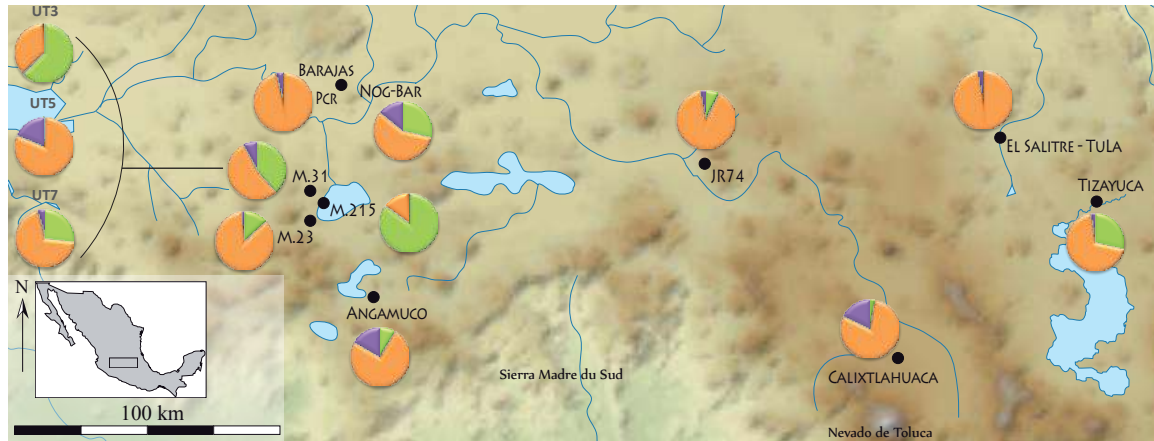 UT3
UT5
UT7
BARAJAS
PCR
NOG-BAR
M.31
M.215
M.23
ANGAMUCO
JR74
EL SALITRE - TULA
TIZAYUCA
CALIXTLAHUACA
Sierra Madre du Sud
Nevado de Toluca
N
100 km